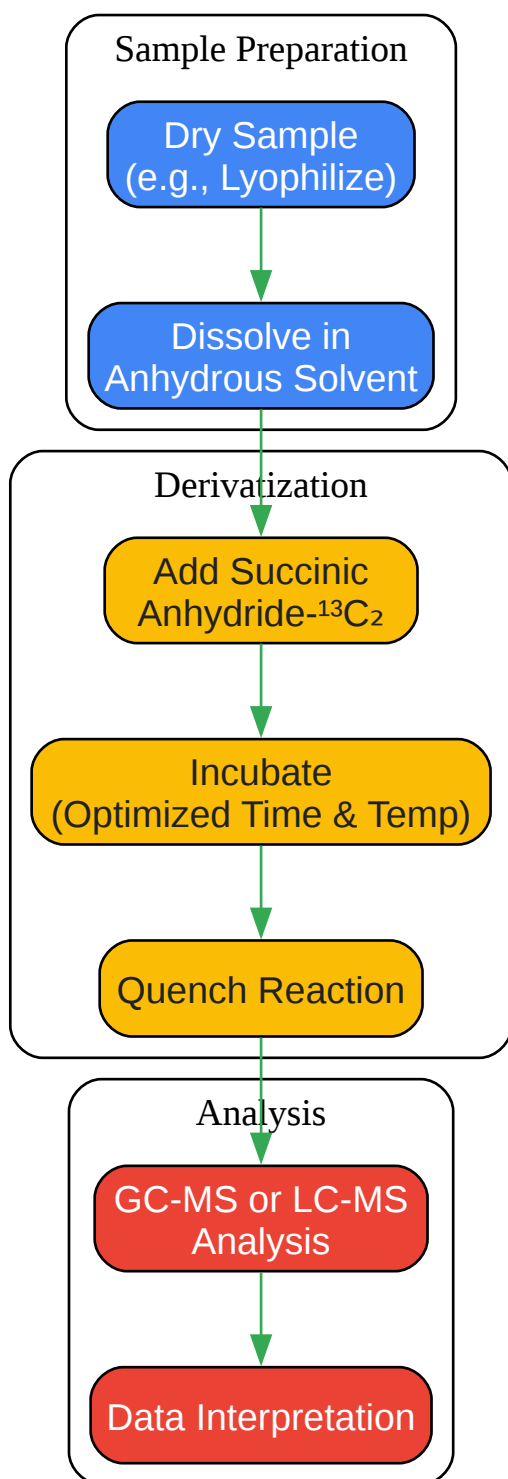 Sample Preparation
Dry Sample
(e.g., Lyophilize)
Dissolve in
Anhydrous Solvent
Derivatization
Add Succinic
Anhydride-¹³C₂
Incubate
(Optimized Time & Temp)
Quench Reaction
Analysis
GC-MS or LC-MS
Analysis
Data Interpretation